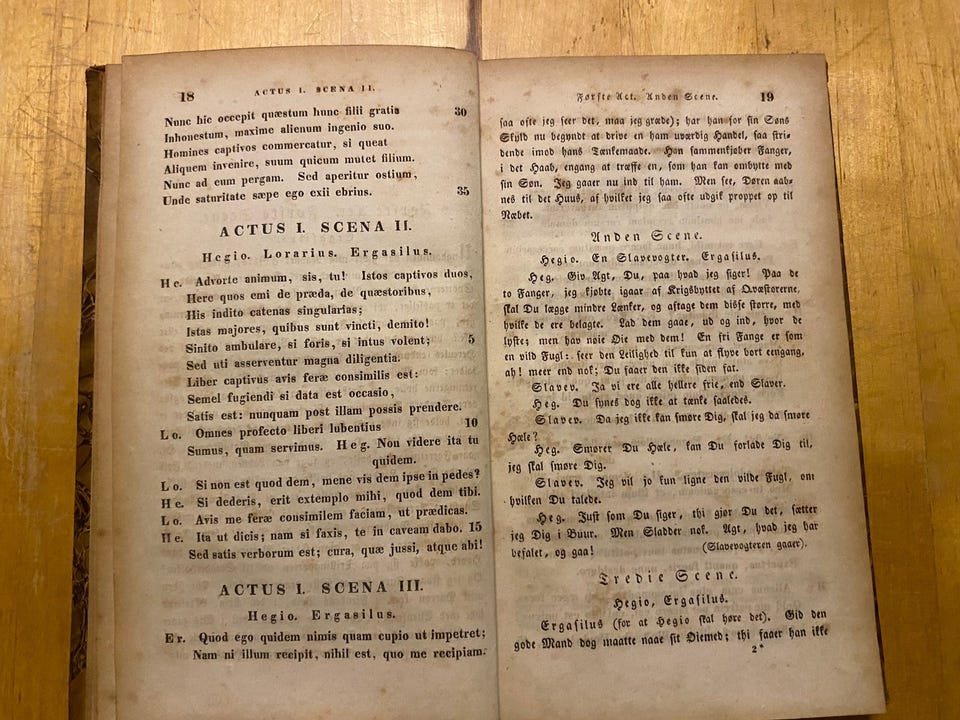 18 ACTUS I. SCENA II.
Nunc hic occepit quæstum hunc filii gratia 30
Inhonestum, maxime alienum ingenio suo.
Homines captivos commercatur, si queat
Aliquem invenire, suum quicum mutet filium.
Nunc ad eum pergam. Sed aperitur ostium,
Unde saturitate sæpe ego exii ebrius. 35
ACTUS I. SCENA II.
Hegio. Lorarius. Ergasilus.
He. Advorte animum, sis, tu! Istos captivos duos,
Here quos emi de præda, de quæstoribus,
His indito catenas singularias;
Istas majores, quibus sunt vincti, demito!
Sinito ambulare, si foris, si intus volent; 5
Sed uti asserventur magna diligentia.
Liber captivus avis feræ consimilis est:
Semel fugiendi si data est occasio,
Satis est: nunquam post illam possis prendere.
Lo. Omnes profecto liberi lubentius 10
Sumus, quam servimus. Heg. Non videre ita tu
quidem.
Lo. Si non est quod dem, mene vis dem ipse in pedes?
He. Si dederis, erit extemplo mihi, quod dem tibi.
Lo. Avis me feræ consimilem faciam, ut prædicas.
He. Ita ut dicis; nam si faxis, te in caveam dabo. 15
Sed satis verborum est; cura, quæ jussi, atque abi!
ACTUS I. SCENA III.
Hegio. Ergasilus.
Er. Quod ego quidem nimis quam cupio ut impetret;
Nam ni illum recipit, nihil est, quo me recipiam.
Første Act. Anden Scene. 19
saa ofte jeg seer det, maa jeg græde); har han for sin Søns
Skyld nu begyndt at drive en ham uværdig Handel, saa stri-
dende imod hans Tænkemaade. Han sammenkjøber Fanger,
i det Haab, engang at træffe en, som han kan ombytte med
sin Søn. Jeg gaaer nu ind til ham. Men see, Døren aab-
nes til det Huus, af hvilket jeg saa ofte udgik proppet op til
Næbet.
Anden Scene.
Hegio. En Slavevogter. Ergasilus.
Heg. Giv Agt, Du, paa hvad jeg siger! Paa de
to Fanger, jeg kjøbte igaar af Krigsbyttet af Qvæstorerne,
skal Du lægge mindre Lænker, og aftage dem disse større, med
hvilke de ere belagte. Lad dem gaae, ud og ind, hvor de
lyste; men hav nøie Øie med dem! En fri Fange er som
en vild Fugl: seer den Leilighed til kun at flyve bort eengang,
ah! meer end nok; Du faaer den ikke siden fat.
Slavev. Ja vi ere alle hellere frie, end Slaver.
Heg. Du synes dog ikke at tænke saaledes.
Slavev. Da jeg ikke kan smøre Dig, skal jeg da smøre
Hæle?
Heg. Smører Du Hæle, kan Du forlade Dig til,
jeg skal smøre Dig.
Slavev. Jeg vil jo kun ligne den vilde Fugl, om
hvilken Du talede.
Heg. Just som Du siger, thi gjør Du det, sætter
jeg Dig i Buur. Men Sladder nok. Agt, hvad jeg har
befalet, og gaa! (Slavevogteren gaaer).
Tredie Scene.
Hegio, Ergasilus.
Ergasilus (for at Hegio skal høre det). Gid den
gode Mand dog maatte naae sit Øiemed; thi faaer han ikke
2*